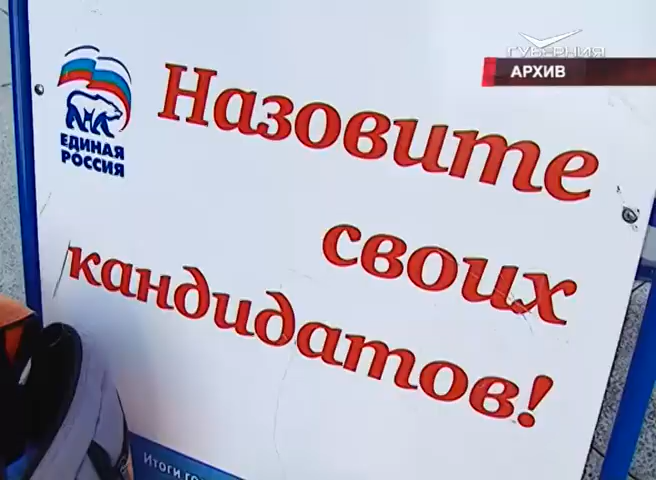 ГУБЕРНИЯ
АРХИВ
ЕДИНАЯ
РОССИЯ
Назовите
своих
кандидатов!
Итоги